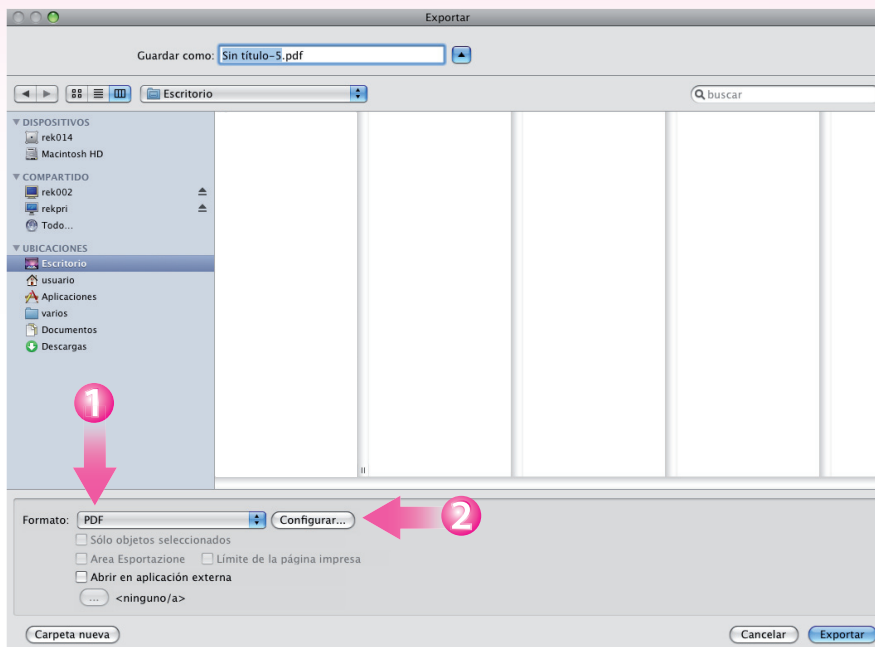 Exportar
Guardar como: Sin título-5.pdf
Escritorio
buscar
DISPOSITIVOS
rek014
Macintosh HD
COMPARTIDO
rek002
rekpri
Todo...
UBICACIONES
Escritorio
usuario
Aplicaciones
varios
Documentos
Descargas
1
Formato: PDF Configurar... 2
Sólo objetos seleccionados
Area Esportazione Límite de la página impresa
Abrir en aplicación externa
... <ninguno/a>
Carpeta nueva Cancelar Exportar